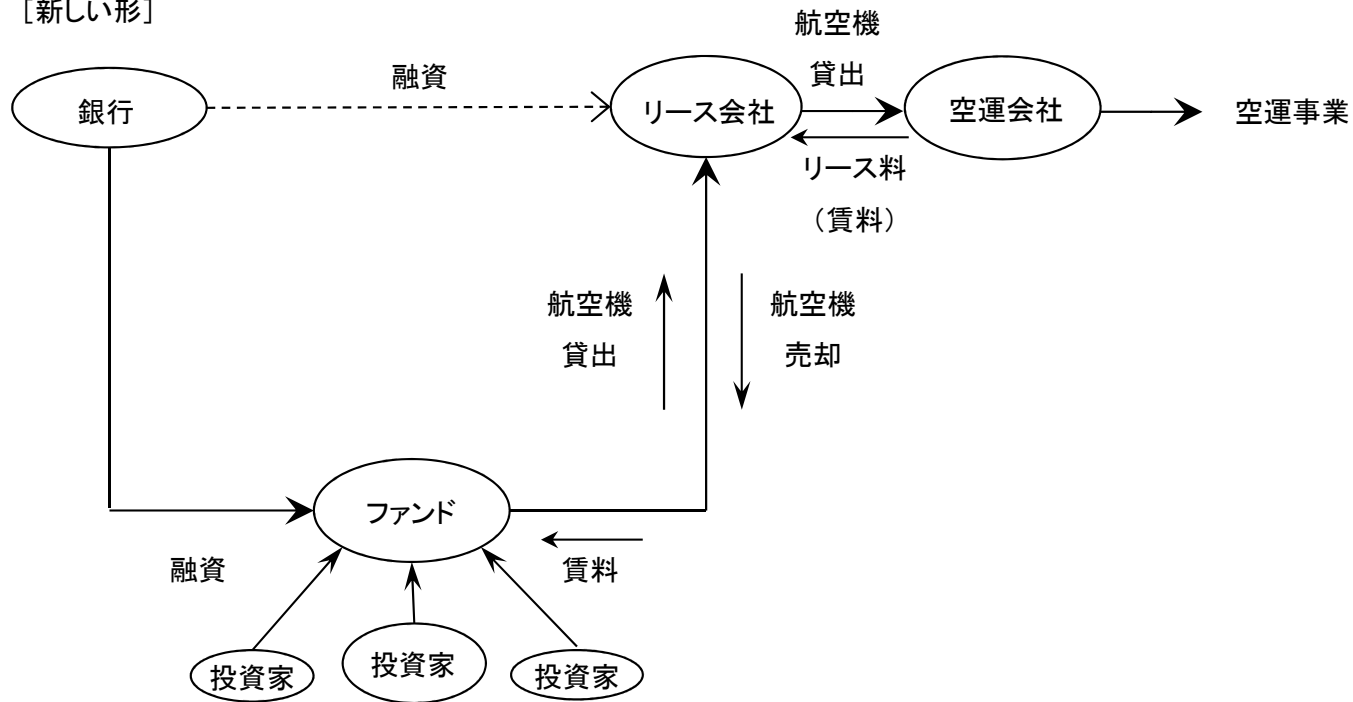 ［新しい形］
航空機
貸出
融資
銀行
リース会社
空運会社
空運事業
リース料
（賃料）
航空機
貸出
航空機
売却
ファンド
融資
賃料
投資家
投資家
投資家